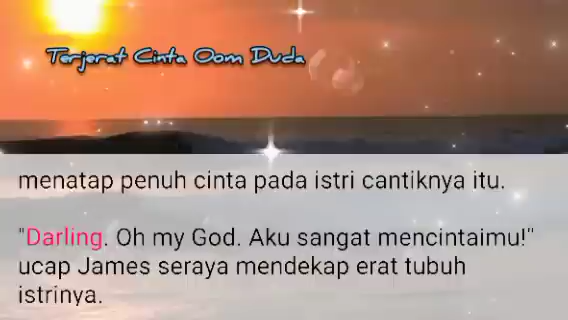 Terjerat Cinta Oom Duda
menatap penuh cinta pada istri cantiknya itu.
"Darling. Oh my God. Aku sangat mencintaimu!"
ucap James seraya mendekap erat tubuh
istrinya.